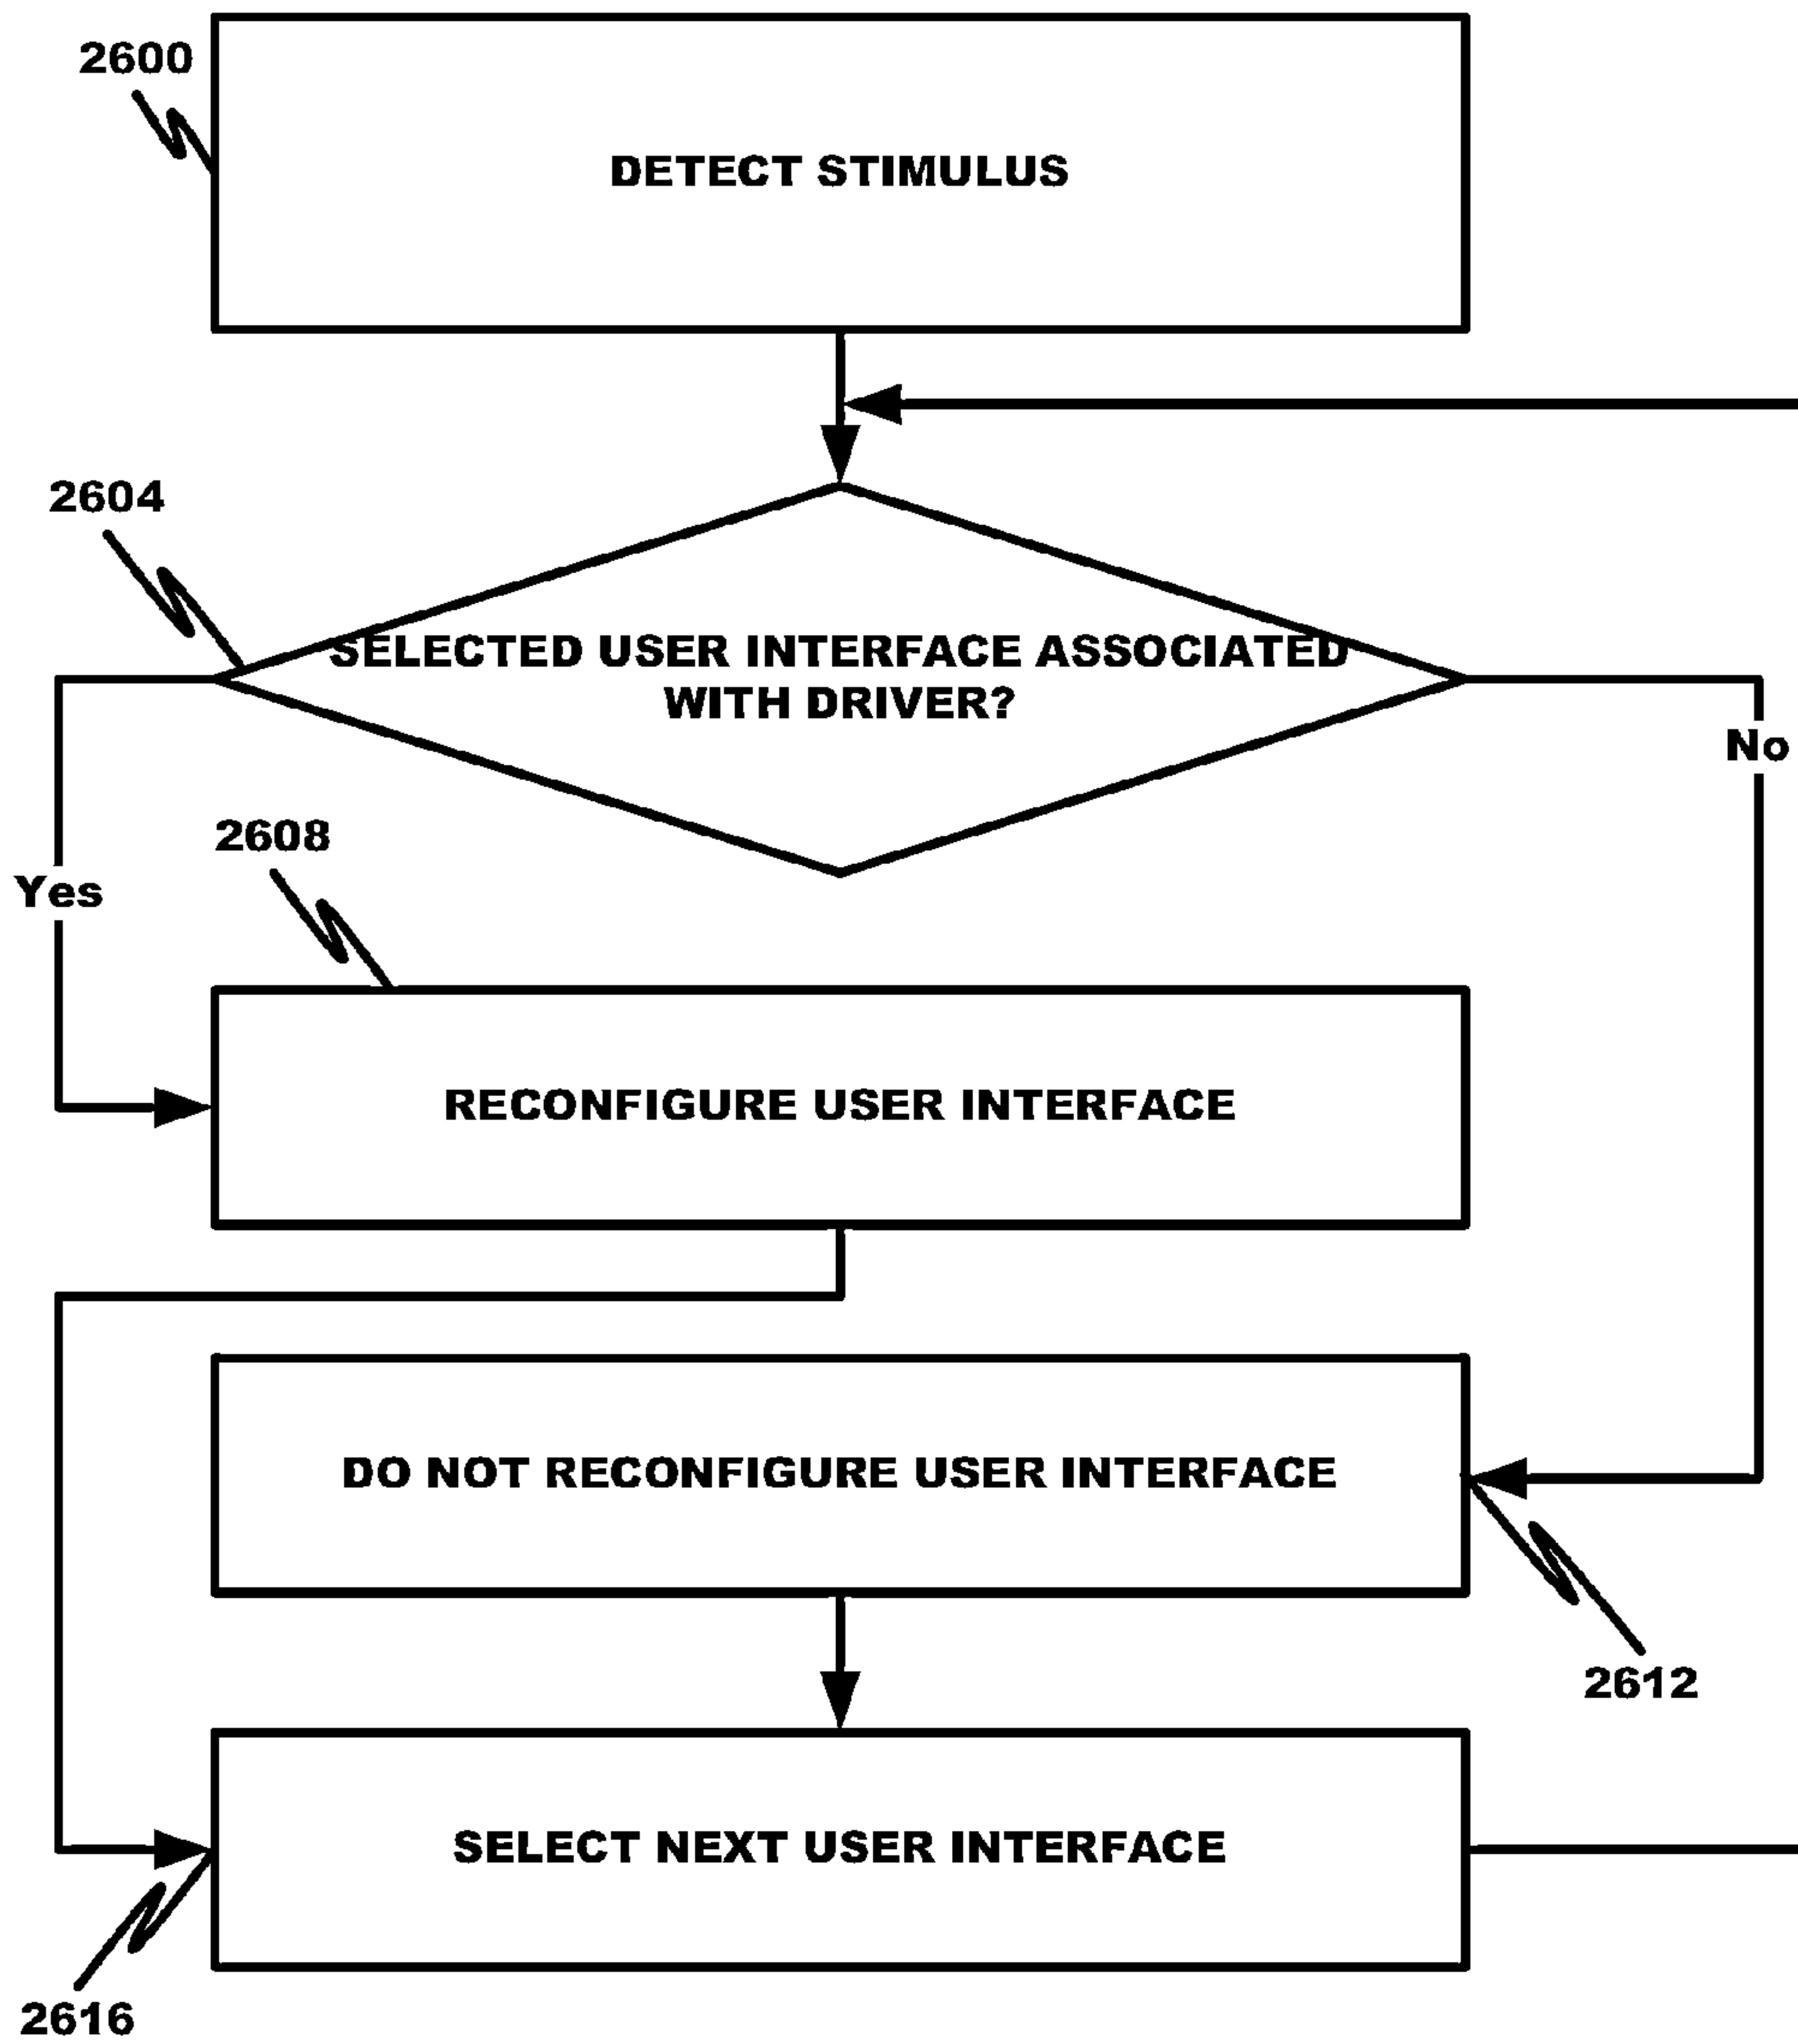 2600
DETECT STIMULUS
2604
SELECTED USER INTERFACE ASSOCIATED
WITH DRIVER?
No
2608
Yes
RECONFIGURE USER INTERFACE
DO NOT RECONFIGURE USER INTERFACE
2612
SELECT NEXT USER INTERFACE
2616